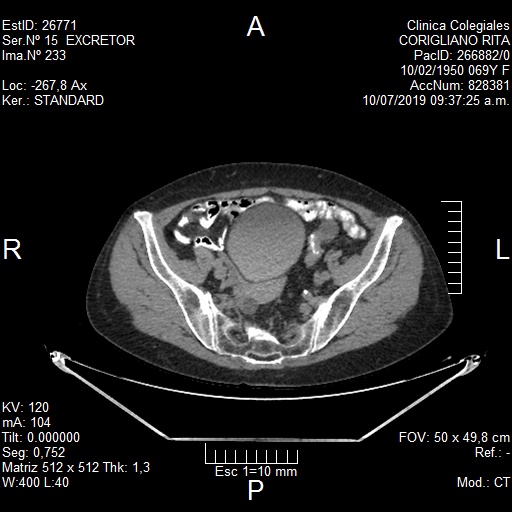 EstID: 26771
Ser.Nº 15 EXCRETOR
Ima.Nº 233
Loc: -267,8 Ax
Ker.: STANDARD
A
Clinica Colegiales
CORIGLIANO RITA
PacID: 266882/0
10/02/1950 069Y F
AccNum: 828381
10/07/2019 09:37:25 a.m.
R
L
KV: 120
mA: 104
Tilt: 0.000000
Seg: 0,752
Matriz 512 x 512 Thk: 1,3
W:400 L:40
Esc 1=10 mm
P
FOV: 50 x 49,8 cm
Ref.: -
Mod.: CT